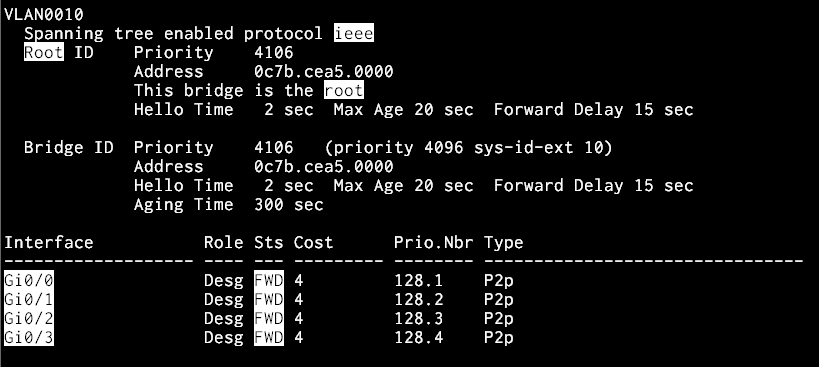 VLAN0010
  Spanning tree enabled protocol ieee
  Root ID    Priority    4106
             Address     0c7b.cea5.0000
             This bridge is the root
             Hello Time   2 sec  Max Age 20 sec  Forward Delay 15 sec

  Bridge ID  Priority    4106   (priority 4096 sys-id-ext 10)
             Address     0c7b.cea5.0000
             Hello Time   2 sec  Max Age 20 sec  Forward Delay 15 sec
             Aging Time  300 sec

Interface           Role Sts Cost      Prio.Nbr Type
------------------- ---- --- --------- -------- --------------------------------
Gi0/0               Desg FWD 4         128.1    P2p
Gi0/1               Desg FWD 4         128.2    P2p
Gi0/2               Desg FWD 4         128.3    P2p
Gi0/3               Desg FWD 4         128.4    P2p